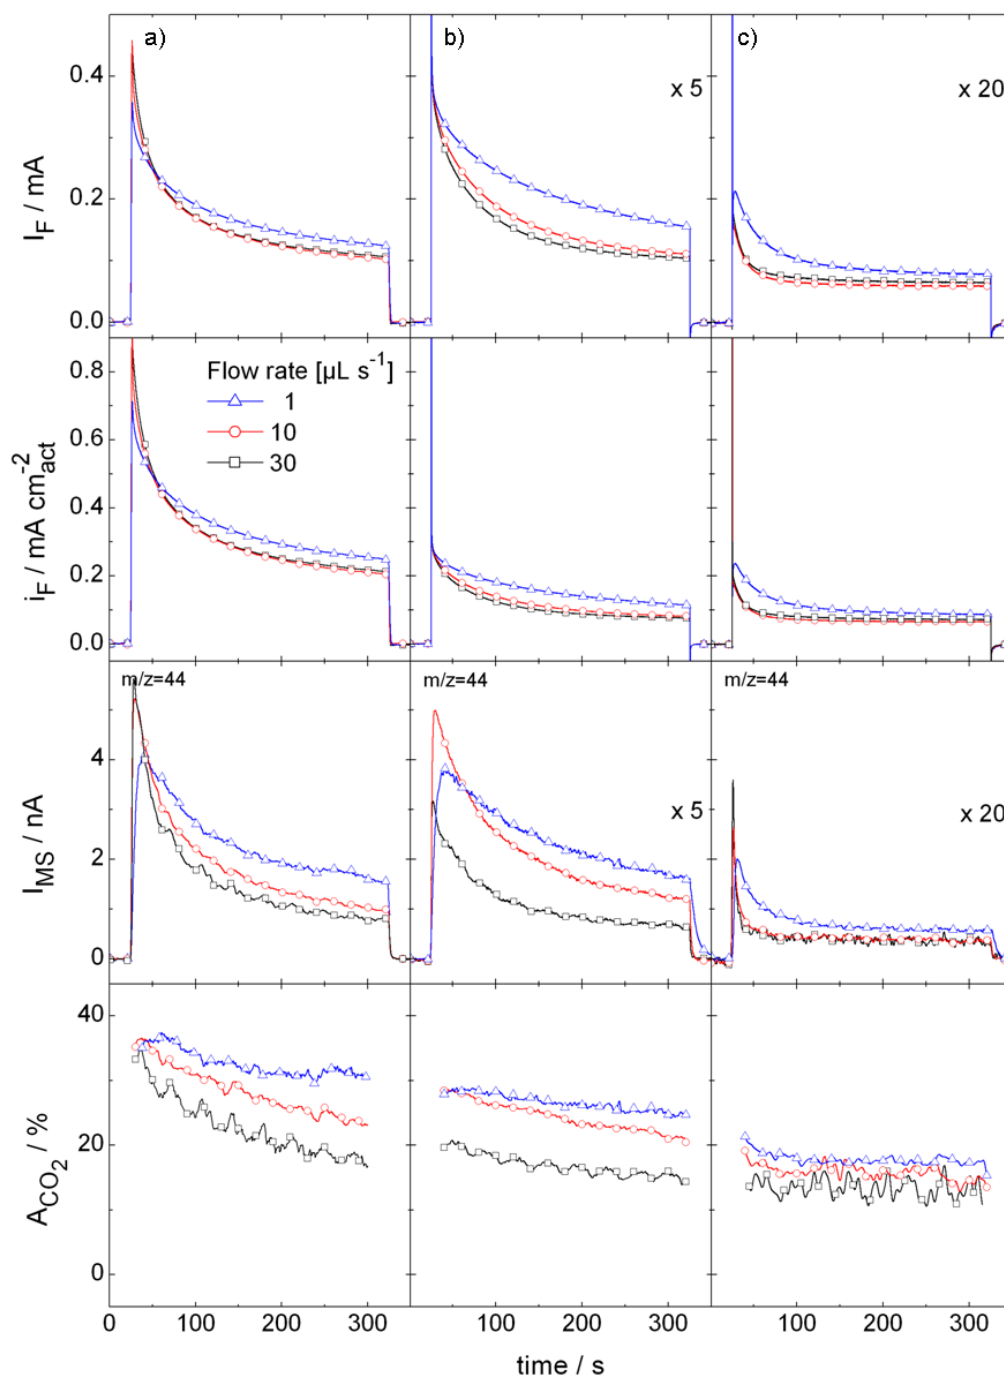 a)
b)
c)
0.4
x 5
x 20
I_F / mA
0.2
0.0
Flow rate [µL s⁻¹]
0.8
1
10
30
0.6
i_F / mA cm⁻²_act
0.4
0.2
0.0
m/z=44
m/z=44
m/z=44
4
x 5
x 20
I_MS / nA
2
0
40
A_CO₂ / %
20
0
0 100 200 300
100 200 300
100 200 300
time / s